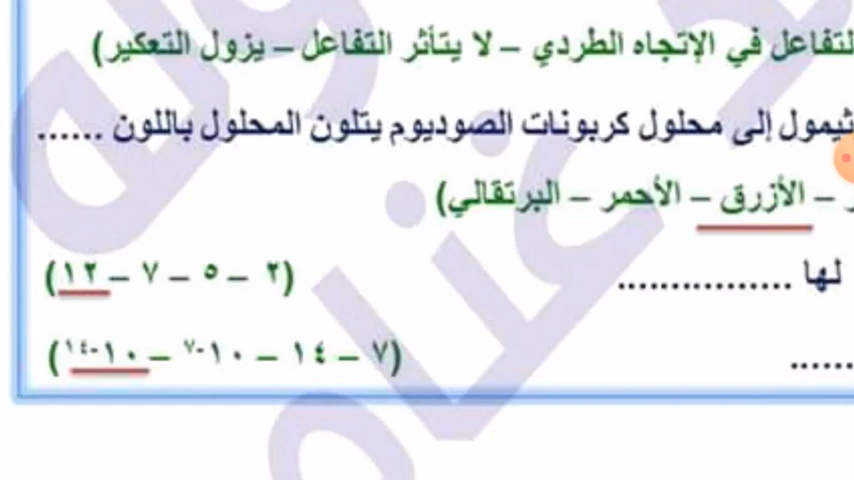 لتفاعل في الإتجاه الطردي – لا يتأثر التفاعل – يزول التعكير)
ثيمول إلى محلول كربونات الصوديوم يتلون المحلول باللون ......
ر – الأزرق – الأحمر – البرتقالي)
لها ................ (٢ – ٥ – ٧ – ١٢)
...... (٧ – ١٤ – ١٠-٧ – ١٠-١٤)